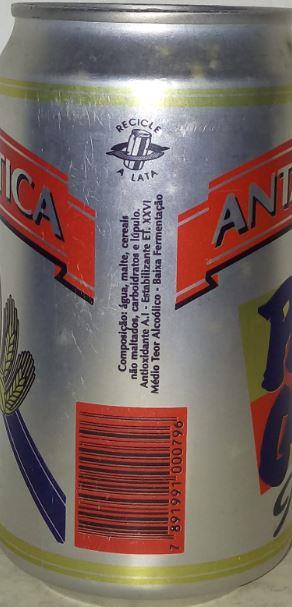 RECICLE
A LATA
TICA
ANTA
Composição: água, malte, cereais
não maltados, carboidratos e lúpulo.
Antioxidante A.I - Estabilizante ET. XXVI
Médio Teor Alcoólico - Baixa Fermentação
7 891991 000796